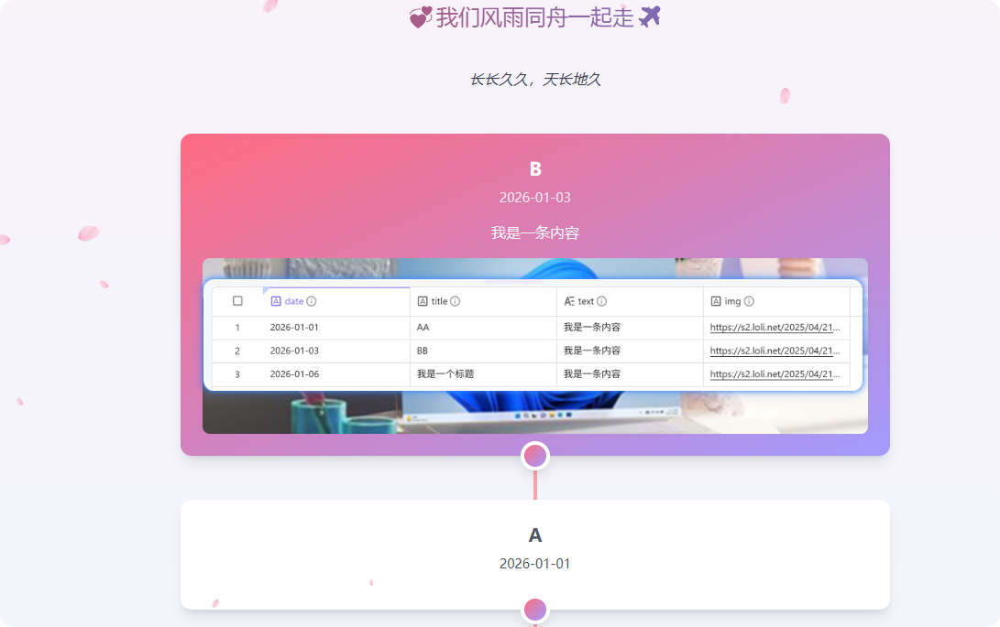 💞我们风雨同舟一起走✈
长长久久，天长地久
B
2026-01-03
我是一条内容
date title text img
1 2026-01-01 AA 我是一条内容 https://s2.loli.net/2025/04/21...
2 2026-01-03 BB 我是一条内容 https://s2.loli.net/2025/04/21...
3 2026-01-06 我是一个标题 我是一条内容 https://s2.loli.net/2025/04/21...
A
2026-01-01